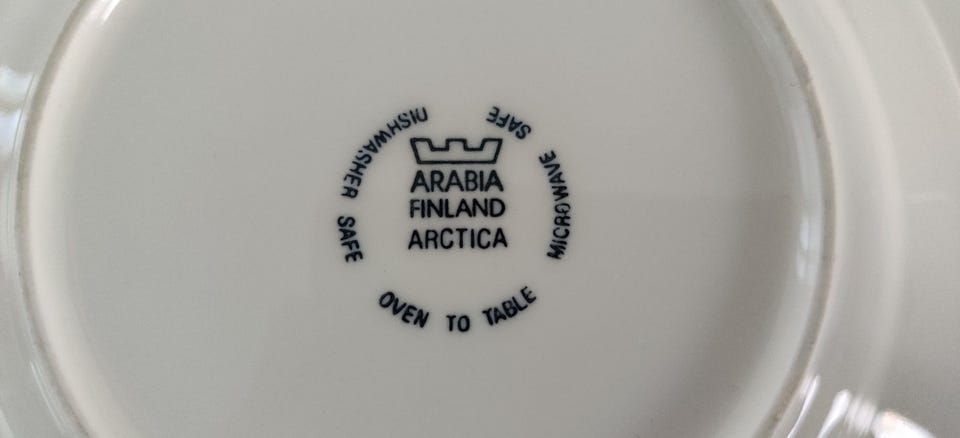 ARABIA
FINLAND
ARCTICA
DISHWASHER SAFE
OVEN TO TABLE
MICROWAVE SAFE